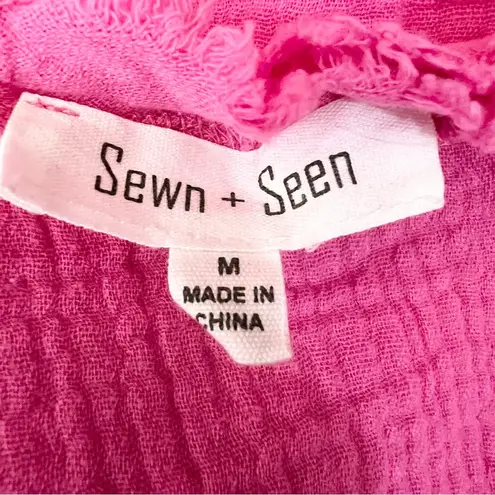 Sewn + Seen
M
MADE IN
CHINA